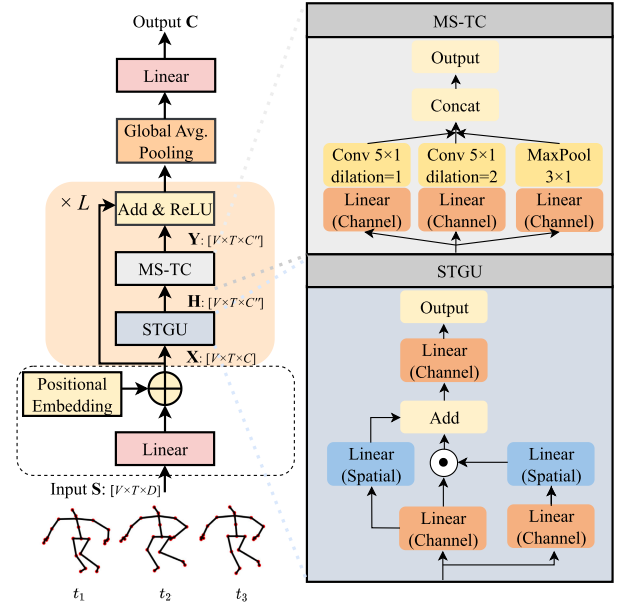 Output C
Linear
Global Avg.
Pooling
× L
Add & ReLU
Y: [V×T×C″]
MS-TC
H: [V×T×C″]
STGU
X: [V×T×C]
Positional
Embedding
Linear
Input S: [V×T×D]
t₁ t₂ t₃
MS-TC
Output
Concat
Conv 5×1
dilation=1
Conv 5×1
dilation=2
MaxPool
3×1
Linear
(Channel)
Linear
(Channel)
Linear
(Channel)
STGU
Output
Linear
(Channel)
Add
Linear
(Spatial)
Linear
(Spatial)
Linear
(Channel)
Linear
(Channel)